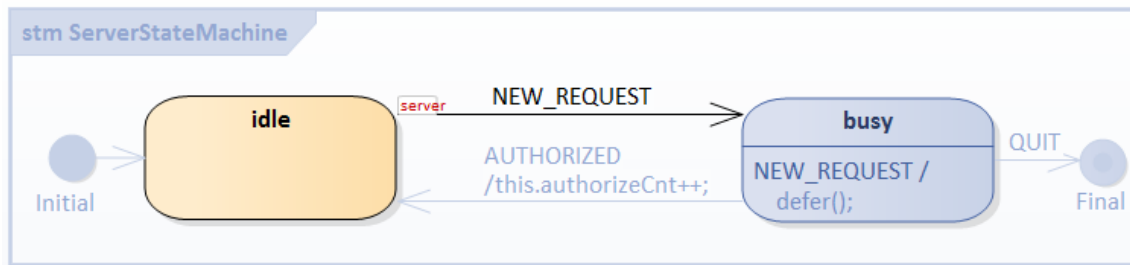 stm ServerStateMachine
idle
server
NEW_REQUEST
busy
NEW_REQUEST /
defer();
AUTHORIZED
/this.authorizeCnt++;
QUIT
Initial
Final